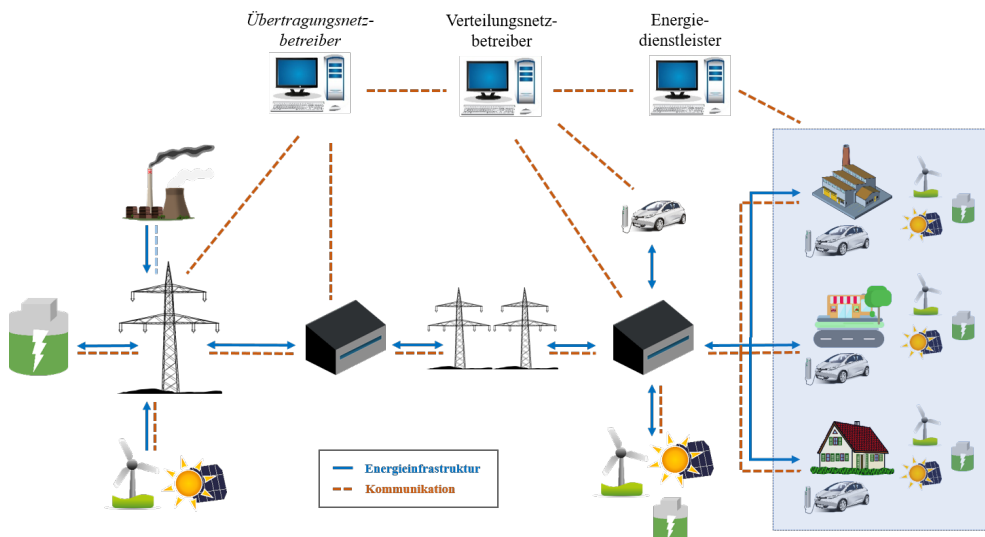 Übertragungsnetz-
betreiber
Verteilungsnetz-
betreiber
Energie-
dienstleister
Energieinfrastruktur
Kommunikation